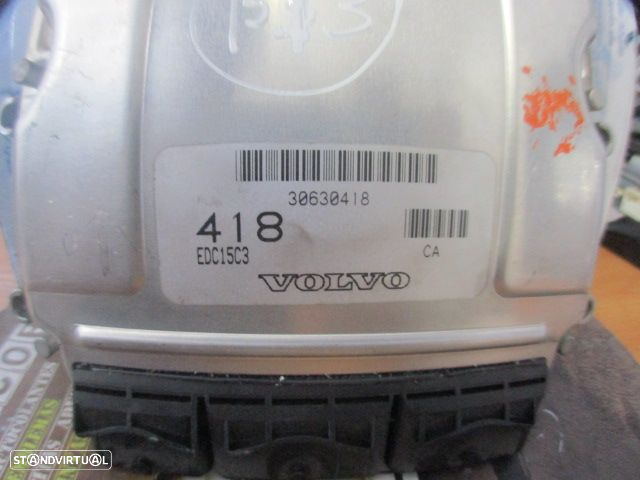 30630418
418
EDC15C3
CA
VOLVO
STANDVIRTUAL